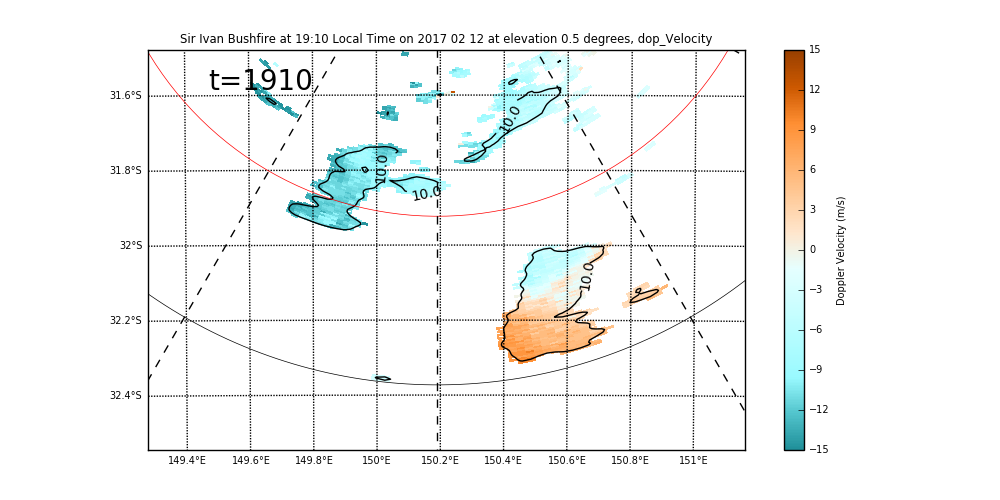 Sir Ivan Bushfire at 19:10 Local Time on 2017 02 12 at elevation 0.5 degrees, dop_Velocity
t=1910
31.6°S
31.8°S
32°S
32.2°S
32.4°S
10.0
10.0
10.0
10.0
149.4°E 149.6°E 149.8°E 150°E 150.2°E 150.4°E 150.6°E 150.8°E 151°E
15
12
9
6
3
0
−3
−6
−9
−12
−15
Doppler Velocity (m/s)